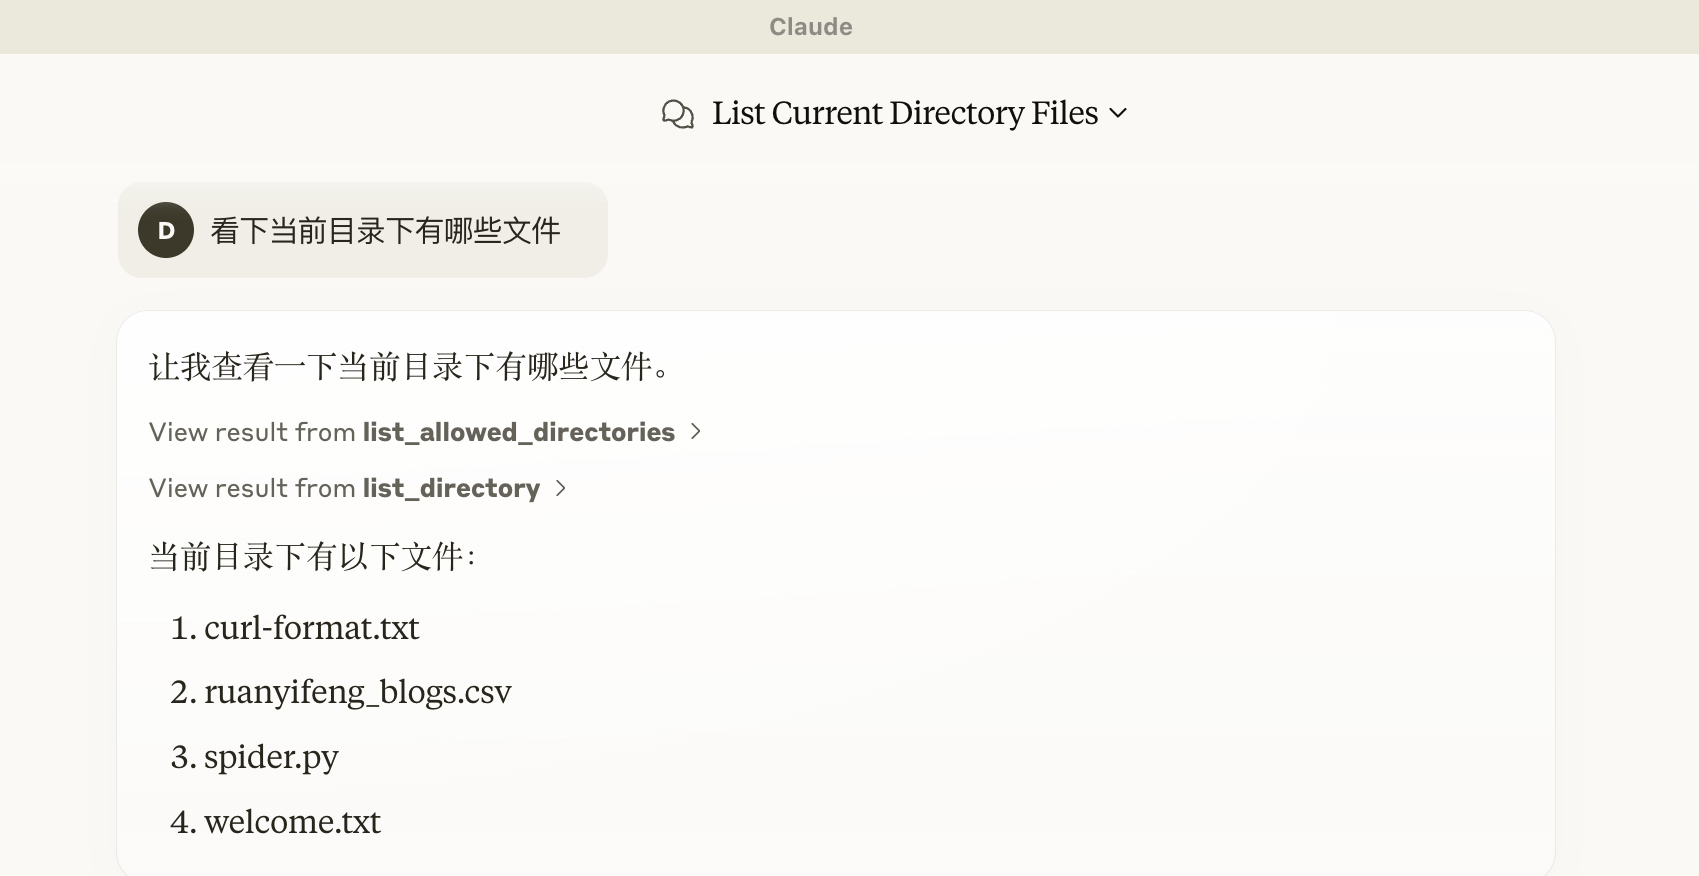 Claude
List Current Directory Files
D 看下当前目录下有哪些文件
让我查看一下当前目录下有哪些文件。
View result from list_allowed_directories
View result from list_directory
当前目录下有以下文件：
1. curl-format.txt
2. ruanyifeng_blogs.csv
3. spider.py
4. welcome.txt